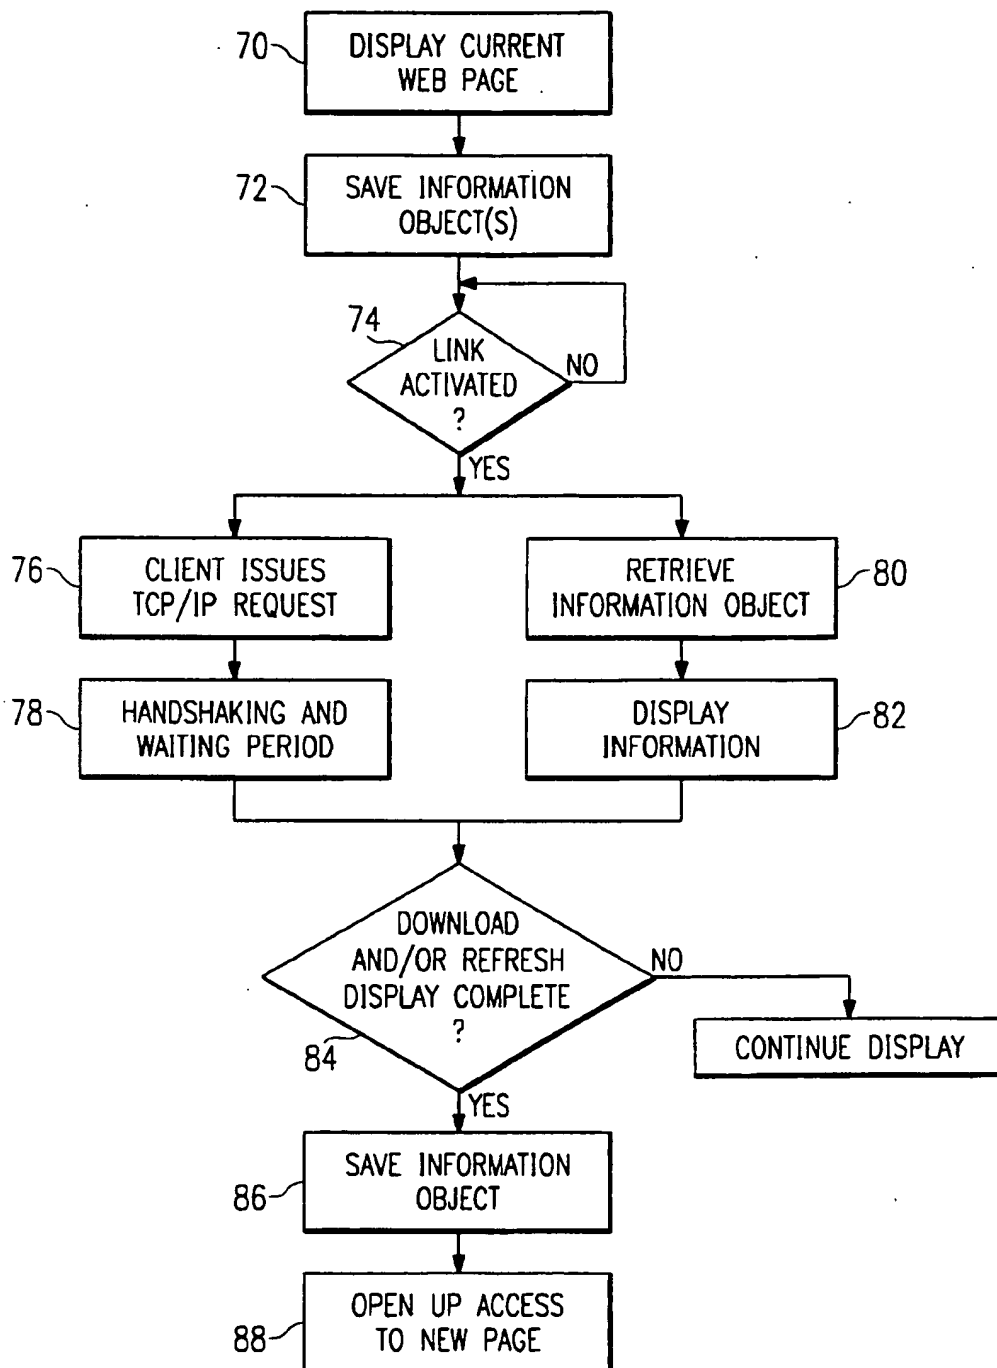 70
DISPLAY CURRENT
WEB PAGE
72
SAVE INFORMATION
OBJECT(S)
74
LINK
ACTIVATED
?
NO
YES
76
CLIENT ISSUES
TCP/IP REQUEST
RETRIEVE
INFORMATION OBJECT
80
78
HANDSHAKING AND
WAITING PERIOD
DISPLAY
INFORMATION
82
DOWNLOAD
AND/OR REFRESH
DISPLAY COMPLETE
?
84
NO
CONTINUE DISPLAY
YES
86
SAVE INFORMATION
OBJECT
88
OPEN UP ACCESS
TO NEW PAGE